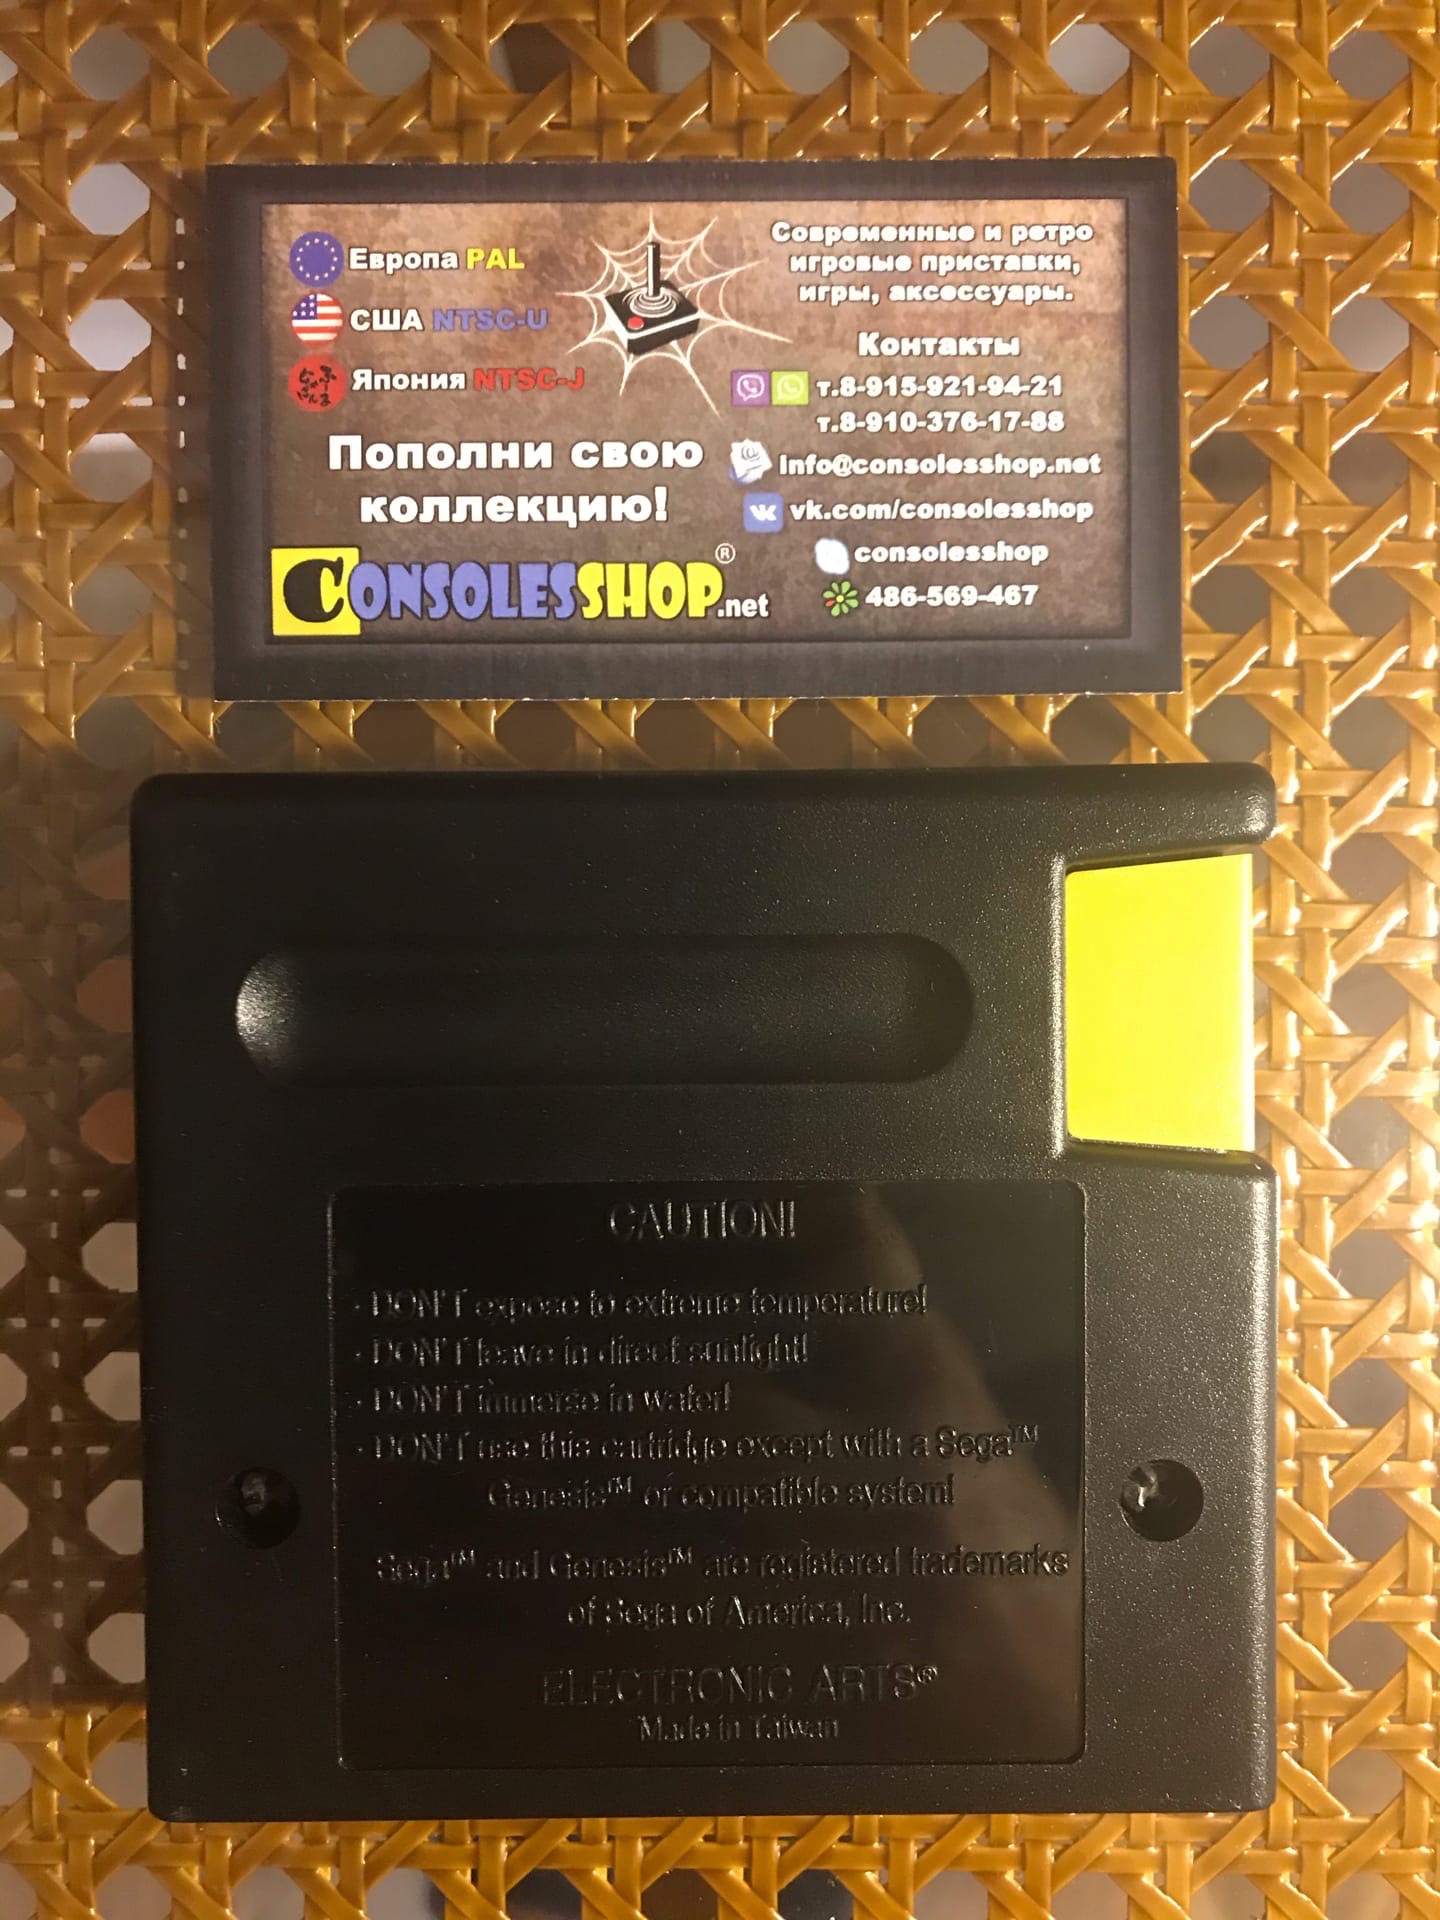 Европа PAL
США NTSC-U
Япония NTSC-J
Пополни свою
коллекцию!
CONSOLESSHOP.net®
Современные и ретро
игровые приставки,
игры, аксессуары.
Контакты
т.8-915-921-94-21
т.8-910-376-17-88
info@consolesshop.net
vk.com/consolesshop
consolesshop
486-569-467
CAUTION!
· DON'T expose to extreme temperature!
· DON'T leave in direct sunlight!
· DON'T immerse in water!
· DON'T use this cartridge except with a Sega™
Genesis™ or compatible system!
Sega™ and Genesis™ are registered trademarks
of Sega of America, Inc.
ELECTRONIC ARTS®
Made in Taiwan